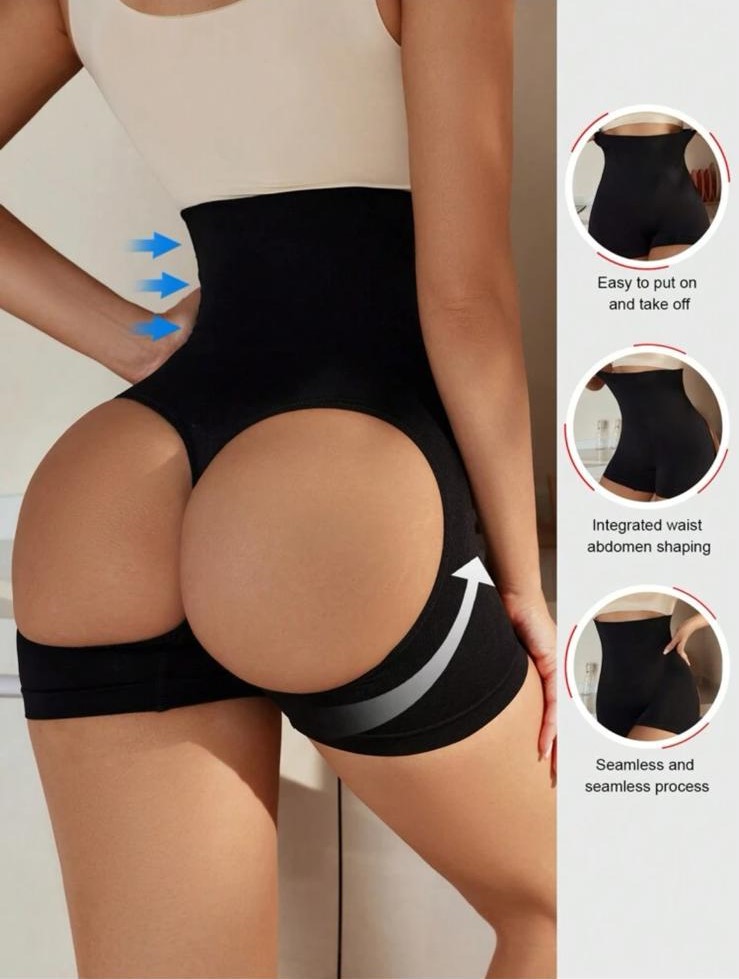 Easy to put on
and take off
Integrated waist
abdomen shaping
Seamless and
seamless process